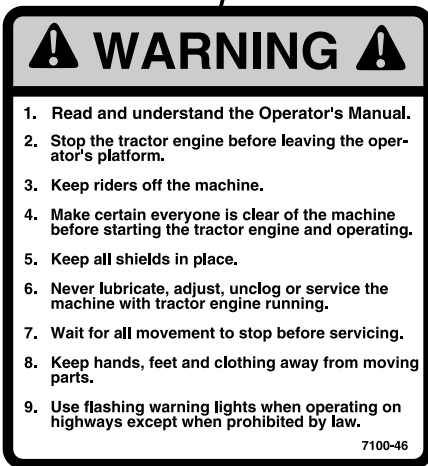 WARNING
1. Read and understand the Operator's Manual.
2. Stop the tractor engine before leaving the oper-
ator's platform.
3. Keep riders off the machine.
4. Make certain everyone is clear of the machine
before starting the tractor engine and operating.
5. Keep all shields in place.
6. Never lubricate, adjust, unclog or service the
machine with tractor engine running.
7. Wait for all movement to stop before servicing.
8. Keep hands, feet and clothing away from moving
parts.
9. Use flashing warning lights when operating on
highways except when prohibited by law.
7100-46